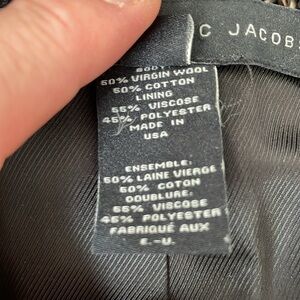 C JACOB
BODY:
50% VIRGIN WOOL
50% COTTON
LINING
55% VISCOSE
45% POLYESTER
MADE IN
USA
ENSEMBLE:
50% LAINE VIERGE
50% COTON
DOUBLURE:
55% VISCOSE
45% POLYESTER
FABRIQUÉ AUX
E.-U.